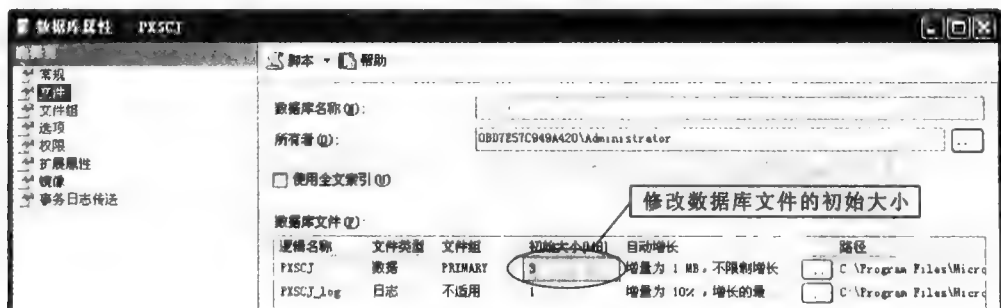 数据库属性 - PXSCJ
常规
文件
文件组
选项
权限
扩展属性
镜像
事务日志传送
脚本 帮助
数据库名称(N):
所有者(O):
0BD7E57C949A420\Administrator
使用全文索引(U)
修改数据库文件的初始大小
数据库文件(F):
逻辑名称 文件类型 文件组 初始大小(MB) 自动增长 路径
PXSCJ 数据 PRIMARY 3 增量为 1 MB，不限制增长 ... C:\Program Files\Micro
PXSCJ_log 日志 不适用 1 增量为 10%，增长的最 ... C:\Program Files\Micro